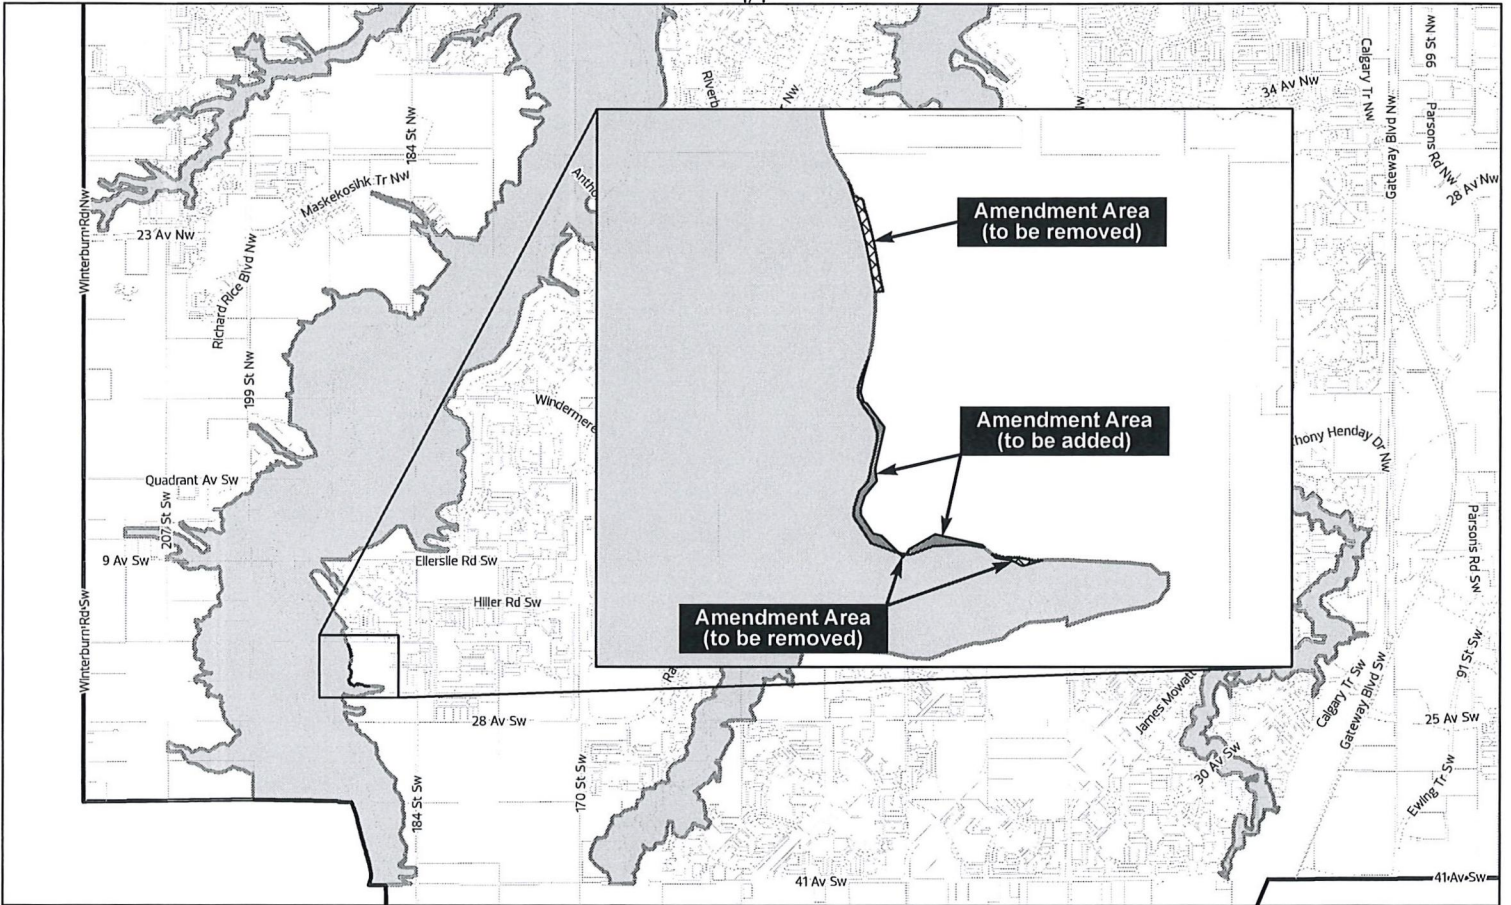 99 St Nw
Calgary Tr Nw
34 Av Nw
Gateway Blvd Nw
Parsons Rd Nw
28 Av Nw
184 St Nw
Maskekosihk Tr Nw
Winterburn Rd Nw
23 Av Nw
Richard Rice Blvd Nw
Amendment Area
(to be removed)
199 St Nw
Windermere
Amendment Area
(to be added)
thony Henday Dr Nw
Quadrant Av Sw
207 St Sw
9 Av Sw
Ellerslie Rd Sw
Parsons Rd Sw
Hiller Rd Sw
Winterburn Rd Sw
Amendment Area
(to be removed)
91 St Sw
James Mowatt
Calgary Tr Sw
Gateway Blvd Sw
28 Av Sw
25 Av Sw
30 Av Sw
170 St Sw
184 St Sw
Ewing Tr Sw
41 Av Sw
41 Av Sw